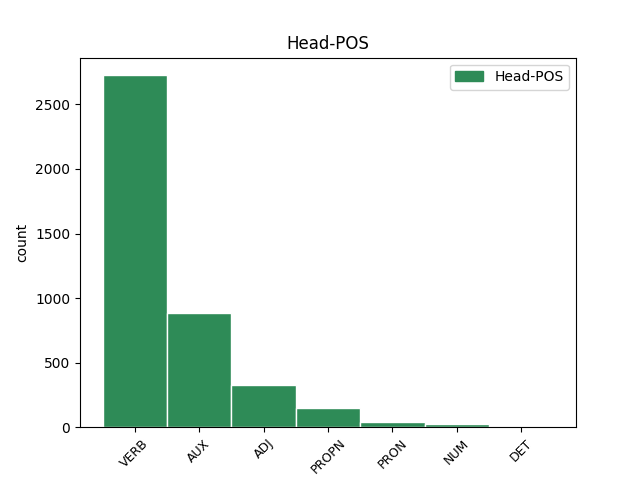 Head-POS
Head-POS
2500
2000
1500
1000
500
0
count
VERB AUX ADJ PROPN PRON NUM DET